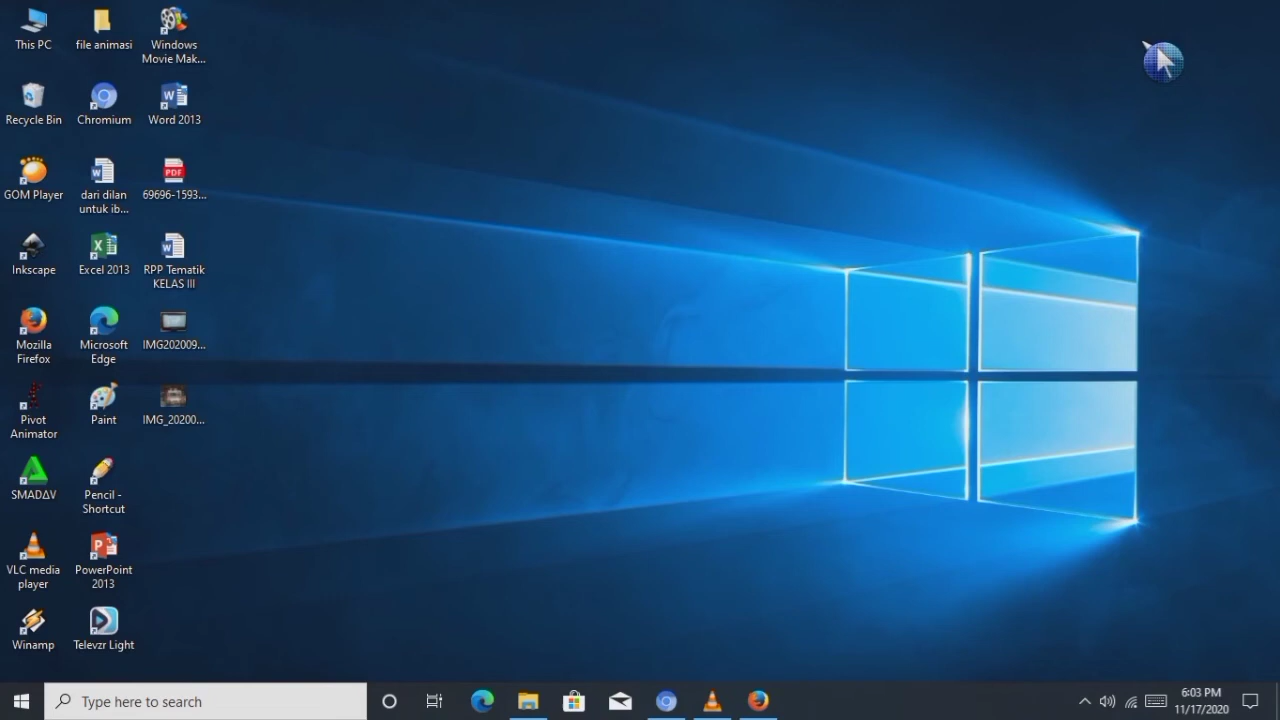 This PC
file animasi
Windows
Movie Mak...
Recycle Bin
Chromium
Word 2013
GOM Player
dari dilan
untuk ib...
PDF
69696-1593...
Inkscape
Excel 2013
RPP Tematik
KELAS III
Mozilla
Firefox
Microsoft
Edge
IMG202009...
Pivot
Animator
Paint
IMG_20200...
SMADΔV
Pencil -
Shortcut
VLC media
player
PowerPoint
2013
Winamp
Televzr Light
Type here to search
6:03 PM
11/17/2020